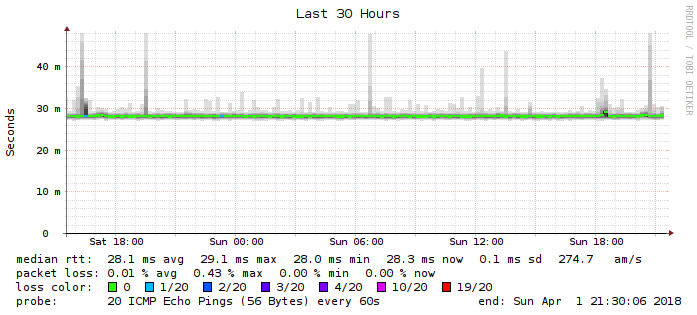 Last 30 Hours
RRDTOOL / TOBI OETIKER
Seconds
40 m
30 m
20 m
10 m
0
Sat 18:00 Sun 00:00 Sun 06:00 Sun 12:00 Sun 18:00
median rtt: 28.1 ms avg 29.1 ms max 28.0 ms min 28.3 ms now 0.1 ms sd 274.7 am/s
packet loss: 0.01 % avg 0.43 % max 0.00 % min 0.00 % now
loss color: 0 1/20 2/20 3/20 4/20 10/20 19/20
probe: 20 ICMP Echo Pings (56 Bytes) every 60s end: Sun Apr 1 21:30:06 2018